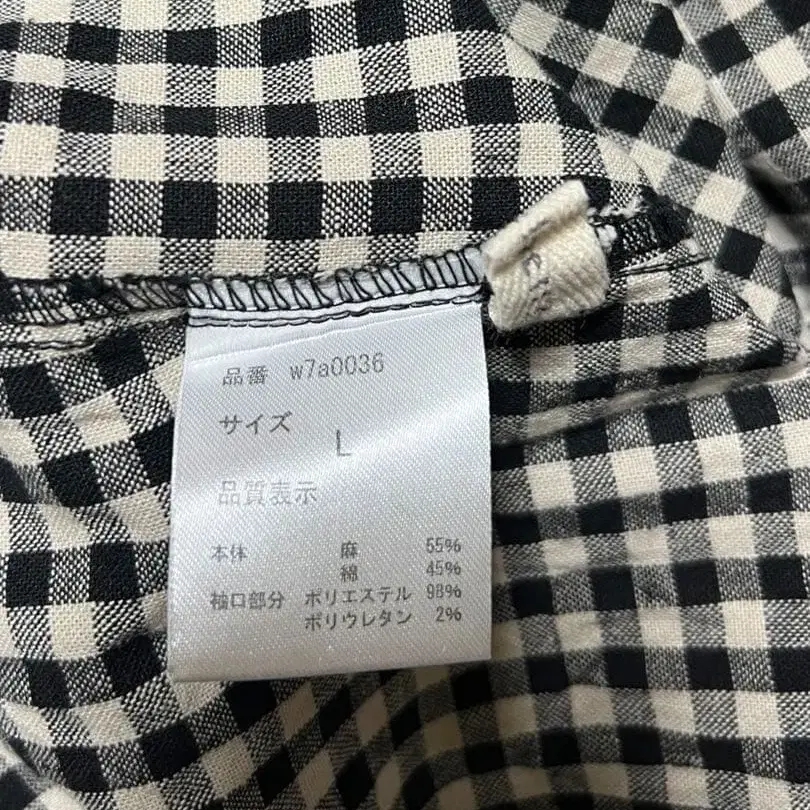 品番 w7a0036
サイズ
L
品質表示
本体 麻 55%
綿 45%
袖口部分 ポリエステル 98%
ポリウレタン 2%